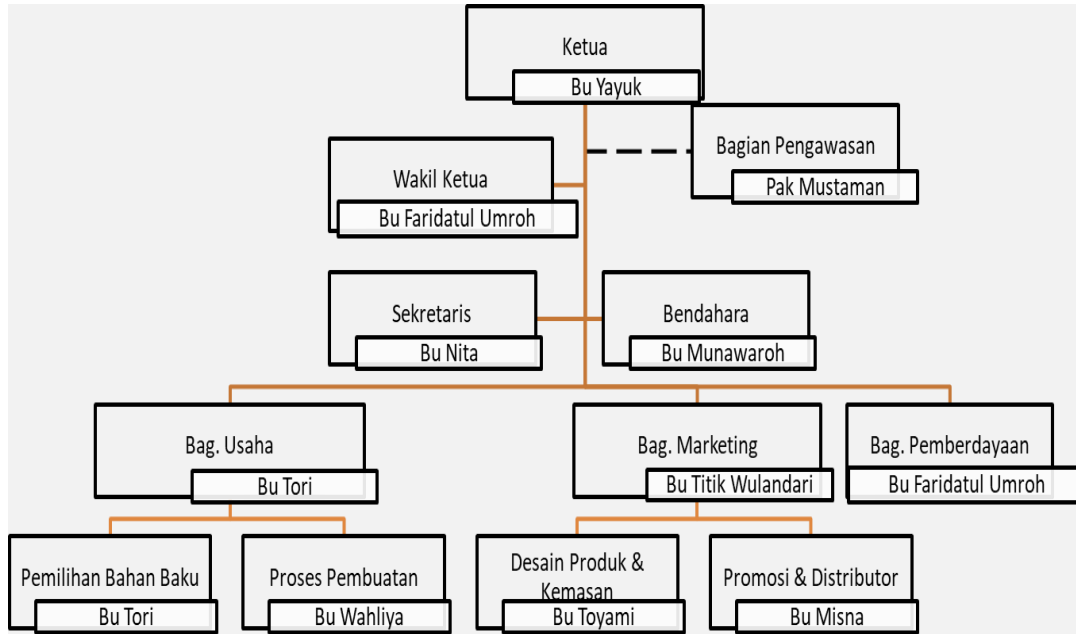 Ketua
Bu Yayuk
Bagian Pengawasan
Pak Mustaman
Wakil Ketua
Bu Faridatul Umroh
Sekretaris
Bu Nita
Bendahara
Bu Munawaroh
Bag. Usaha
Bu Tori
Bag. Marketing
Bu Titik Wulandari
Bag. Pemberdayaan
Bu Faridatul Umroh
Pemilihan Bahan Baku
Bu Tori
Proses Pembuatan
Bu Wahliya
Desain Produk &
Kemasan
Bu Toyami
Promosi & Distributor
Bu Misna